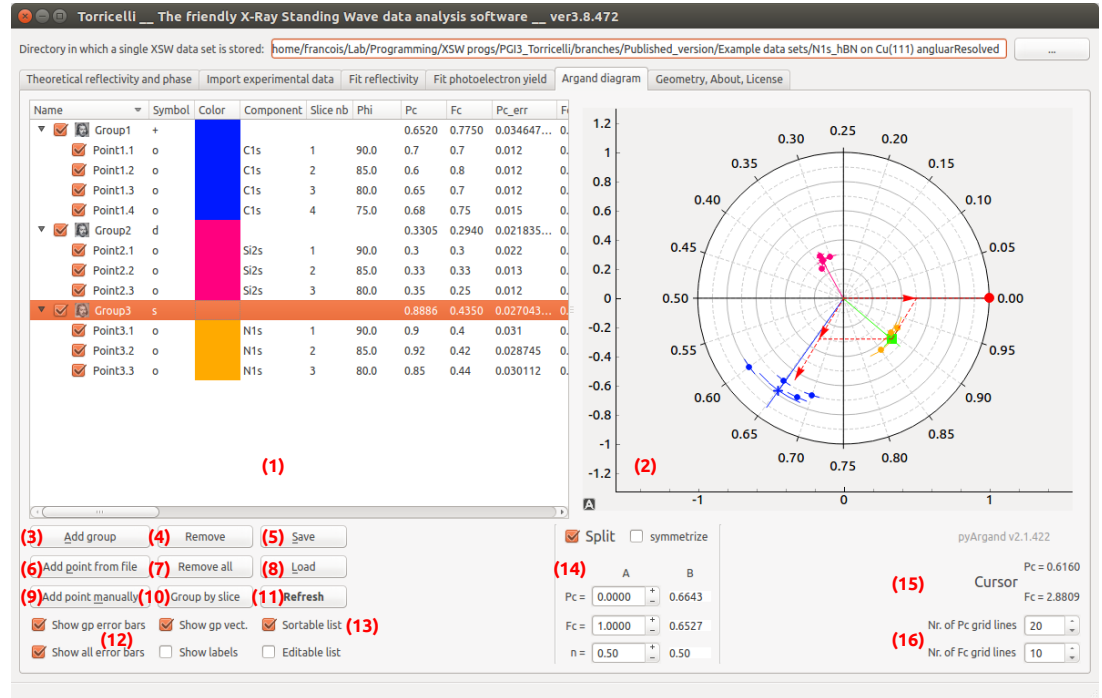 Torricelli __ The friendly X-Ray Standing Wave data analysis software __ ver3.8.472
Directory in which a single XSW data set is stored: home/francois/Lab/Programming/XSW progs/PGI3_Torricelli/branches/Published_version/Example data sets/N1s_hBN on Cu(111) angluarResolved ...
Theoretical reflectivity and phase Import experimental data Fit reflectivity Fit photoelectron yield Argand diagram Geometry, About, License
Name Symbol Color Component Slice nb Phi Pc Fc Pc_err
Group1 + 0.6520 0.7750 0.034647... 0.
Point1.1 o C1s 1 90.0 0.7 0.7 0.012 0.
Point1.2 o C1s 2 85.0 0.6 0.8 0.012 0.
Point1.3 o C1s 3 80.0 0.65 0.7 0.012 0.
Point1.4 o C1s 4 75.0 0.68 0.75 0.015 0.
Group2 d 0.3305 0.2940 0.021835... 0.
Point2.1 o Si2s 1 90.0 0.3 0.3 0.022 0.
Point2.2 o Si2s 2 85.0 0.33 0.33 0.013 0.
Point2.3 o Si2s 3 80.0 0.35 0.25 0.012 0.
Group3 s 0.8886 0.4350 0.027043... 0.
Point3.1 o N1s 1 90.0 0.9 0.4 0.031 0.
Point3.2 o N1s 2 85.0 0.92 0.42 0.028745 0.
Point3.3 o N1s 3 80.0 0.85 0.44 0.030112 0.
(1)
1.2
1
0.8
0.6
0.4
0.2
0
-0.2
-0.4
-0.6
-0.8
-1
-1.2
0.25
0.30 0.20
0.35 0.15
0.40 0.10
0.45 0.05
0.50 0.00
0.55 0.95
0.60 0.90
0.65 0.85
0.70 0.80
0.75
(2)
A
-1 0 1
(3) Add group (4) Remove (5) Save
(6) Add point from file (7) Remove all (8) Load
(9) Add point manually (10) Group by slice (11) Refresh
Show gp error bars Show gp vect. Sortable list (13)
(12)
Show all error bars Show labels Editable list
Split symmetrize
(14) A B
Pc = 0.0000 0.6643
Fc = 1.0000 0.6527
n = 0.50 0.50
pyArgand v2.1.422
Pc = 0.6160
(15) Cursor
Fc = 2.8809
Nr. of Pc grid lines 20
(16)
Nr. of Fc grid lines 10